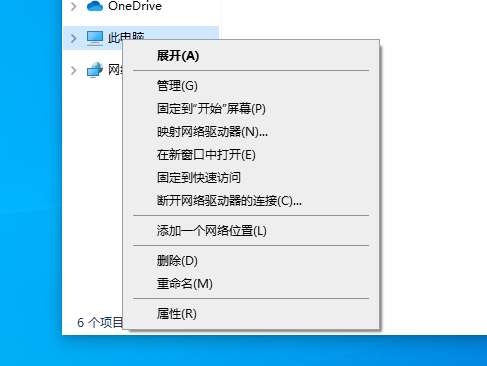 OneDrive
此电脑
网络
展开(A)
管理(G)
固定到“开始”屏幕(P)
映射网络驱动器(N)...
在新窗口中打开(E)
固定到快速访问
断开网络驱动器的连接(C)...
添加一个网络位置(L)
删除(D)
重命名(M)
属性(R)
6 个项目